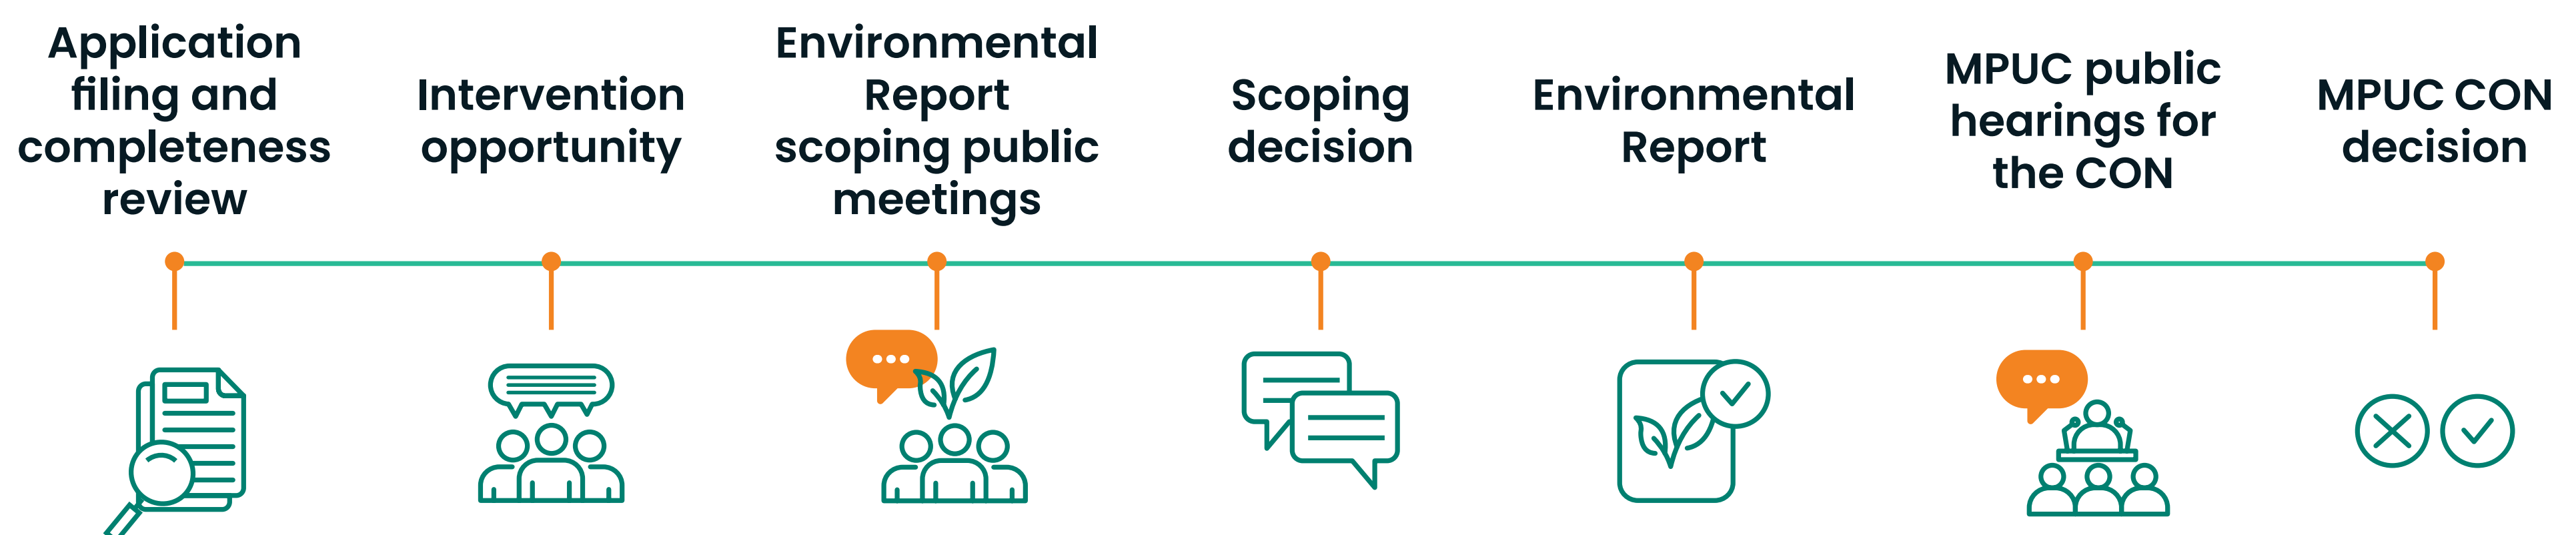 Application
filing and
completeness
review
Intervention
opportunity
Environmental
Report
scoping public
meetings
Scoping
decision
Environmental
Report
MPUC public
hearings for
the CON
MPUC CON
decision